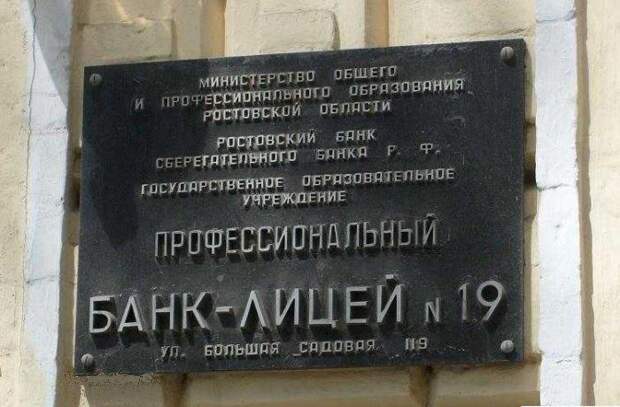 МИНИСТЕРСТВО ОБЩЕГО
И ПРОФЕССИОНАЛЬНОГО ОБРАЗОВАНИЯ
РОСТОВСКОЙ ОБЛАСТИ
РОСТОВСКИЙ БАНК
СБЕРЕГАТЕЛЬНОГО БАНКА Р. Ф.
ГОСУДАРСТВЕННОЕ ОБРАЗОВАТЕЛЬНОЕ
УЧРЕЖДЕНИЕ
ПРОФЕССИОНАЛЬНЫЙ
БАНК-ЛИЦЕЙ N 19
УЛ. БОЛЬШАЯ САДОВАЯ 119